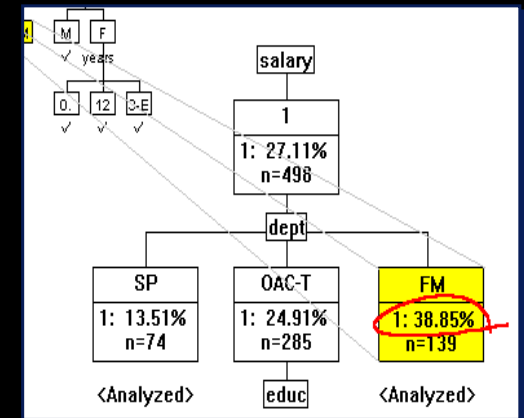 M F
years
0. 12 3-E
salary
1
1: 27.11%
n=498
dept
SP OAC-T FM
1: 13.51% 1: 24.91% 1: 38.85%
n=74 n=285 n=139
<Analyzed> educ <Analyzed>